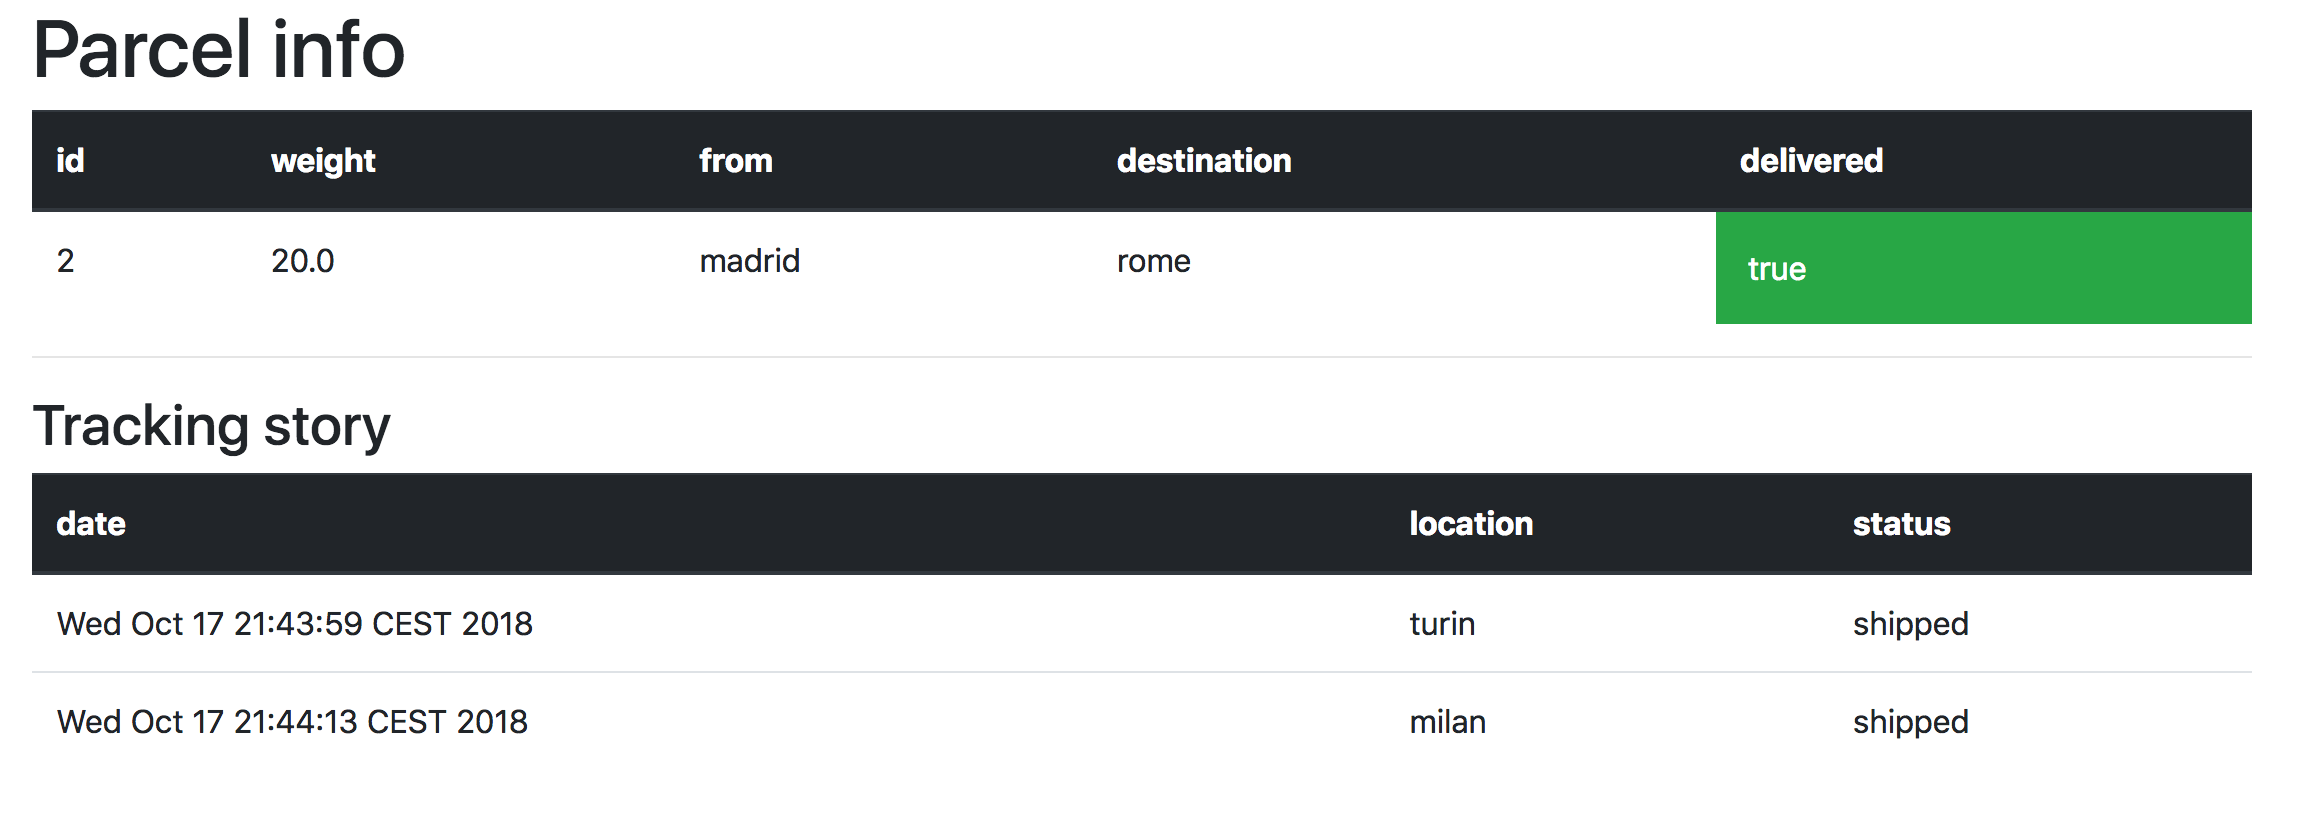 Parcel info
id weight from destination delivered
2 20.0 madrid rome true
Tracking story
date location status
Wed Oct 17 21:43:59 CEST 2018 turin shipped
Wed Oct 17 21:44:13 CEST 2018 milan shipped